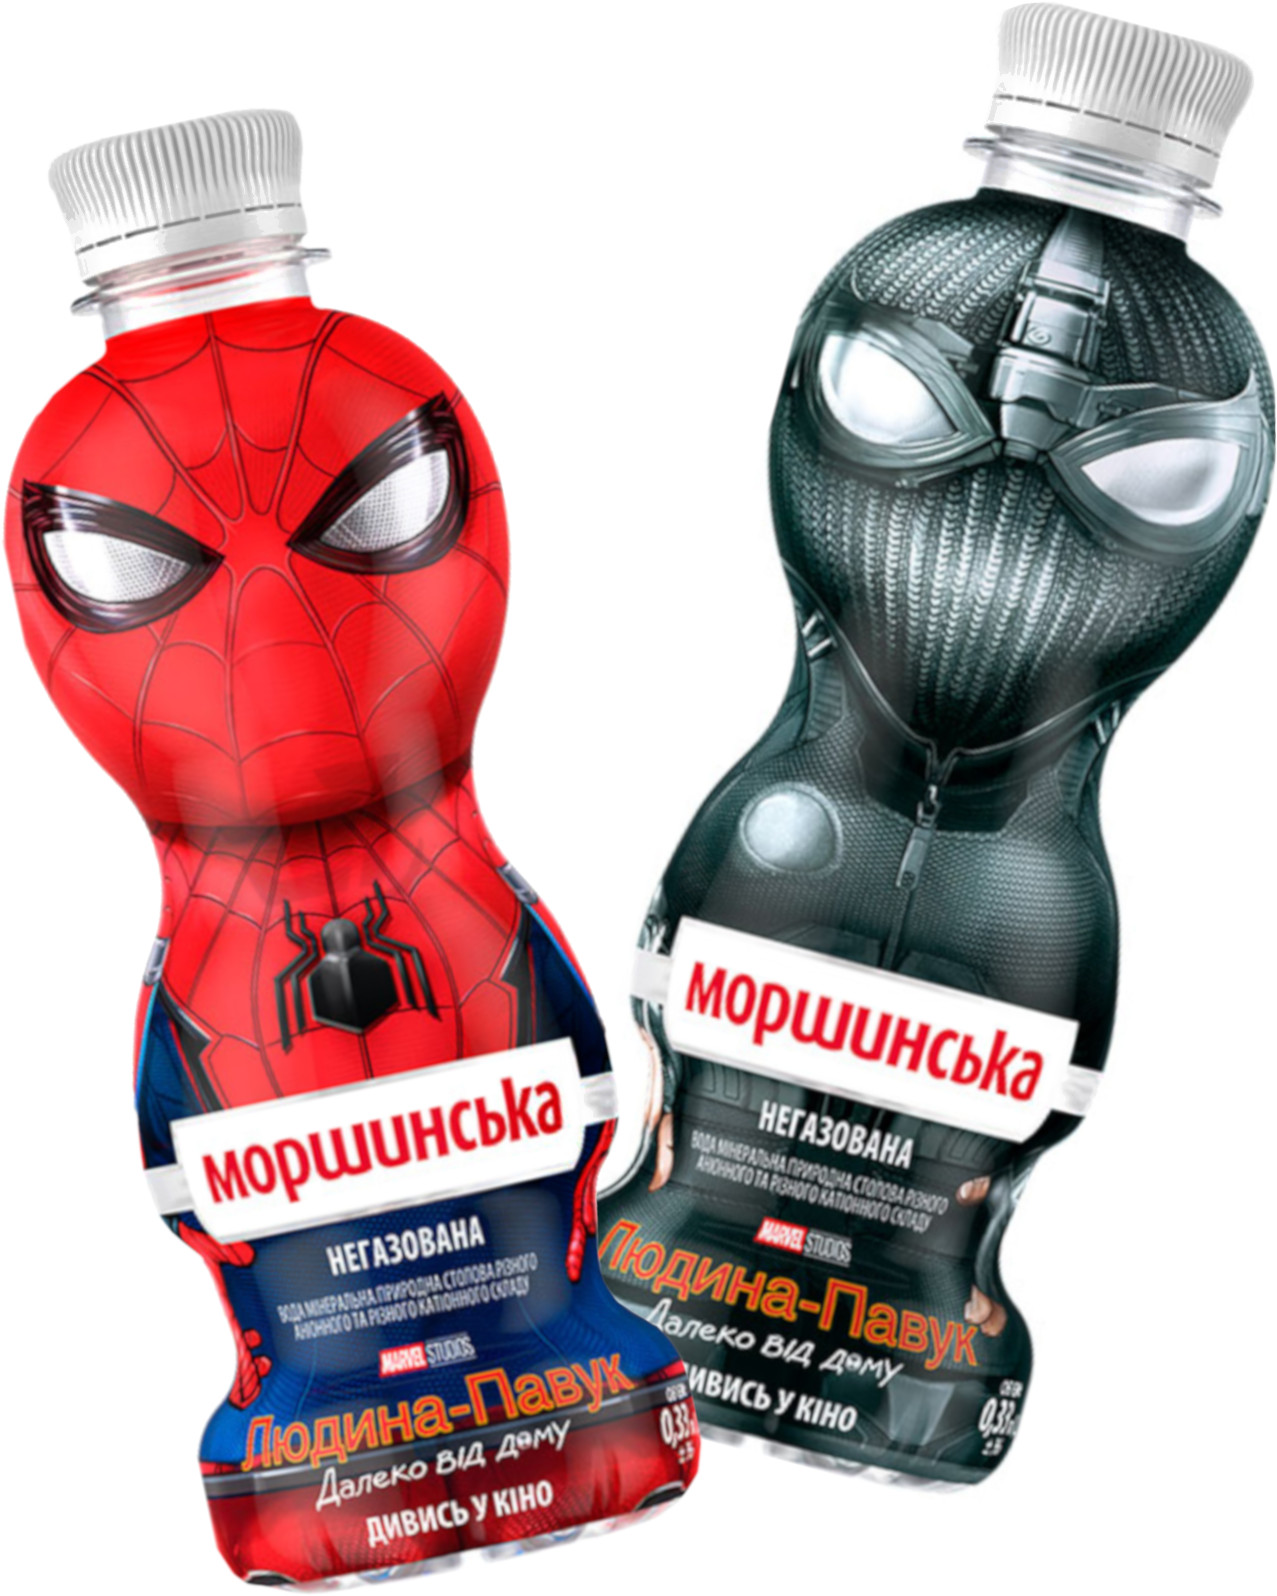 моршинська
НЕГАЗОВАНА
ВОДА МІНЕРАЛЬНА ПРИРОДНА СТОЛОВА РІЗНОГО
АНІОННОГО ТА РІЗНОГО КАТІОННОГО СКЛАДУ
MARVEL STUDIOS
Людина-Павук
Далеко від дому
ДИВИСЬ У КІНО
0,33
моршинська
НЕГАЗОВАНА
ВОДА МІНЕРАЛЬНА ПРИРОДНА СТОЛОВА РІЗНОГО
АНІОННОГО ТА РІЗНОГО КАТІОННОГО СКЛАДУ
MARVEL STUDIOS
Людина-Павук
Далеко від дому
ДИВИСЬ У КІНО
0,33